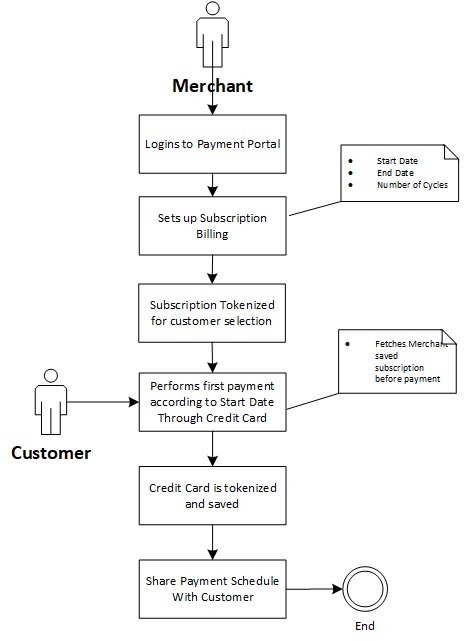 Merchant
Logins to Payment Portal
• Start Date
• End Date
• Number of Cycles
Sets up Subscription
Billing
Subscription Tokenized
for customer selection
• Fetches Merchant
saved
subscription
before payment
Performs first payment
according to Start Date
Through Credit Card
Customer
Credit Card is tokenized
and saved
Share Payment Schedule
With Customer
End